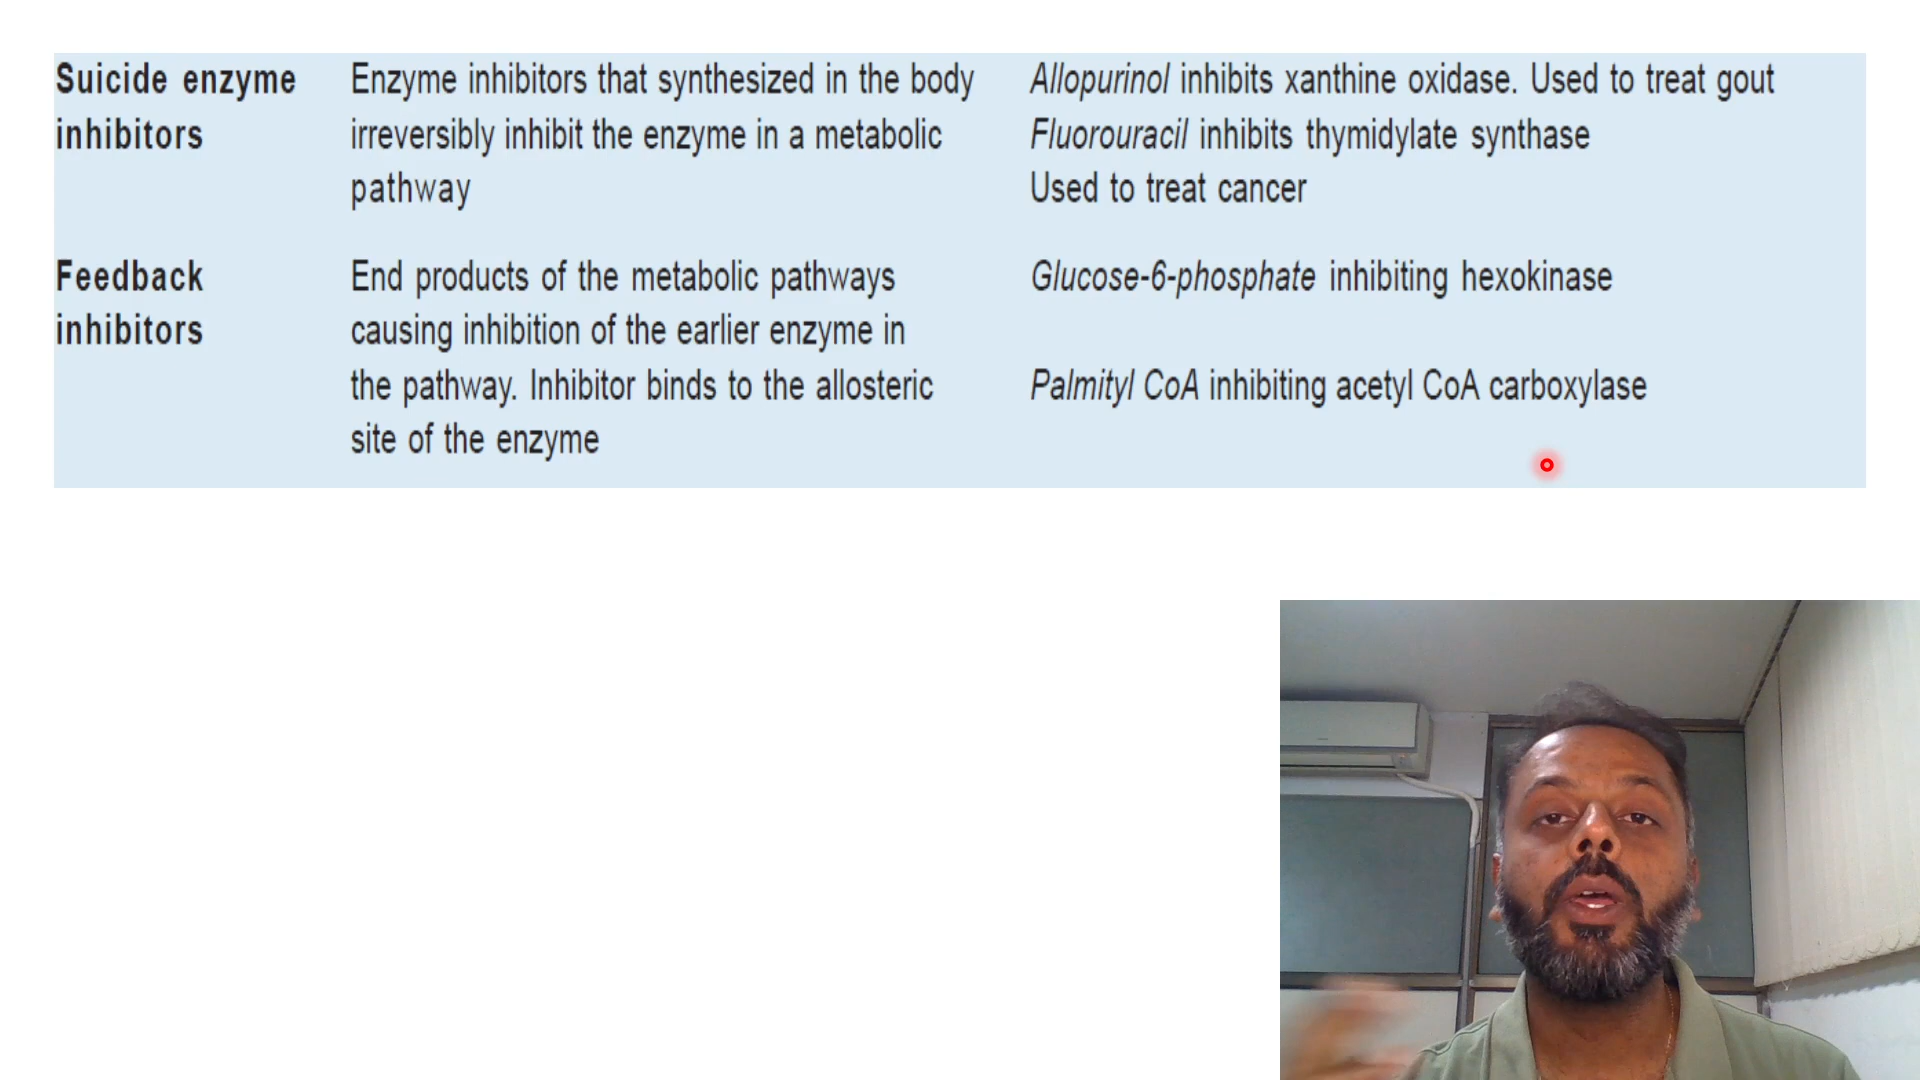 Suicide enzyme inhibitors
Enzyme inhibitors that synthesized in the body
irreversibly inhibit the enzyme in a metabolic
pathway
Allopurinol inhibits xanthine oxidase. Used to treat gout
Fluorouracil inhibits thymidylate synthase
Used to treat cancer
Feedback inhibitors
End products of the metabolic pathways
causing inhibition of the earlier enzyme in
the pathway. Inhibitor binds to the allosteric
site of the enzyme
Glucose-6-phosphate inhibiting hexokinase
Palmityl CoA inhibiting acetyl CoA carboxylase